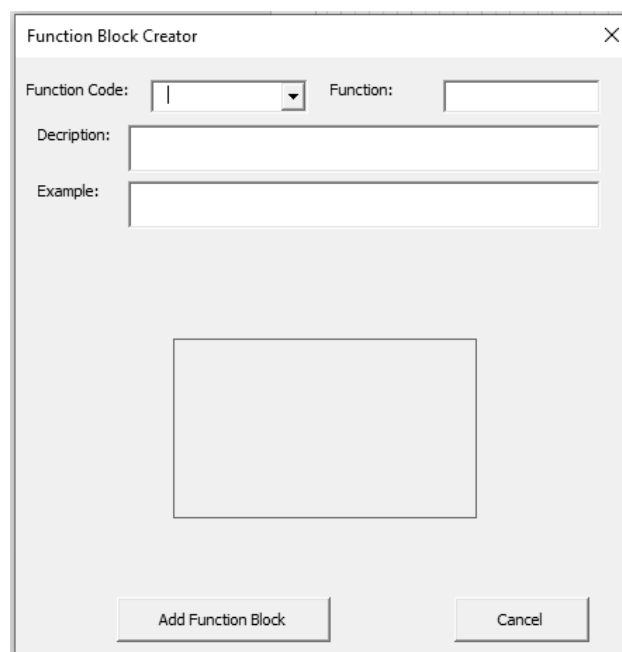 Function Block Creator
Function Code: Function:
Decription:
Example:
Add Function Block Cancel